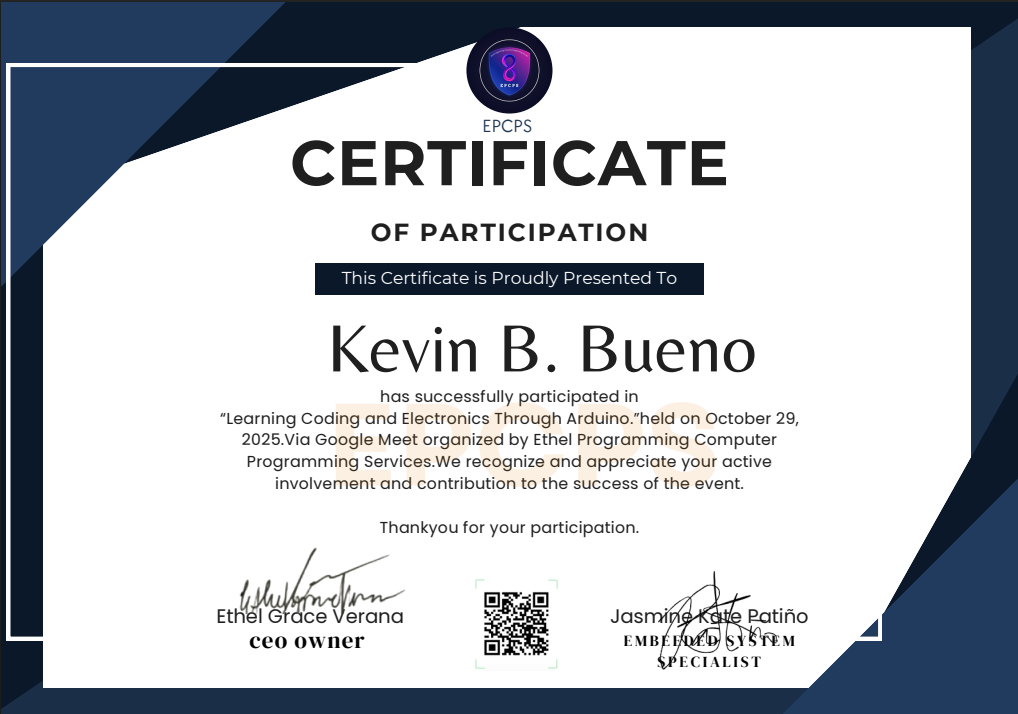 EPCPS
EPCPS
CERTIFICATE
OF PARTICIPATION
This Certificate is Proudly Presented To
Kevin B. Bueno
has successfully participated in
“Learning Coding and Electronics Through Arduino.”held on October 29,
2025.Via Google Meet organized by Ethel Programming Computer
Programming Services.We recognize and appreciate your active
involvement and contribution to the success of the event.
EPCPS
Thankyou for your participation.
Ethel Grace Verana
ceo owner
Jasmine Kate Patiño
EMBEEDED SYSTEM
SPECIALIST